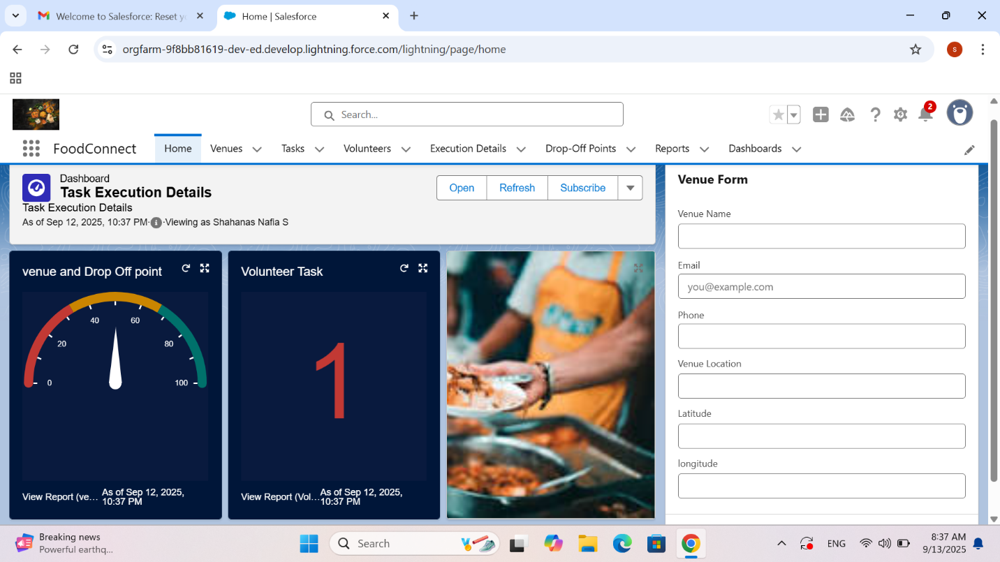 Welcome to Salesforce: Reset y
Home | Salesforce
orgfarm-9f8bb81619-dev-ed.develop.lightning.force.com/lightning/page/home
s
Search...
2
FoodConnect
Home
Venues
Tasks
Volunteers
Execution Details
Drop-Off Points
Reports
Dashboards
Dashboard
Task Execution Details
Task Execution Details
As of Sep 12, 2025, 10:37 PM·Viewing as Shahanas Nafia S
Open
Refresh
Subscribe
venue and Drop Off point
0
20
40
60
80
100
View Report (ve...
As of Sep 12, 2025,
10:37 PM
Volunteer Task
1
View Report (Vol...
As of Sep 12, 2025,
10:37 PM
Venue Form
Venue Name
Email
you@example.com
Phone
Venue Location
Latitude
longitude
Breaking news
Powerful earthq...
Search
ENG
8:37 AM
9/13/2025